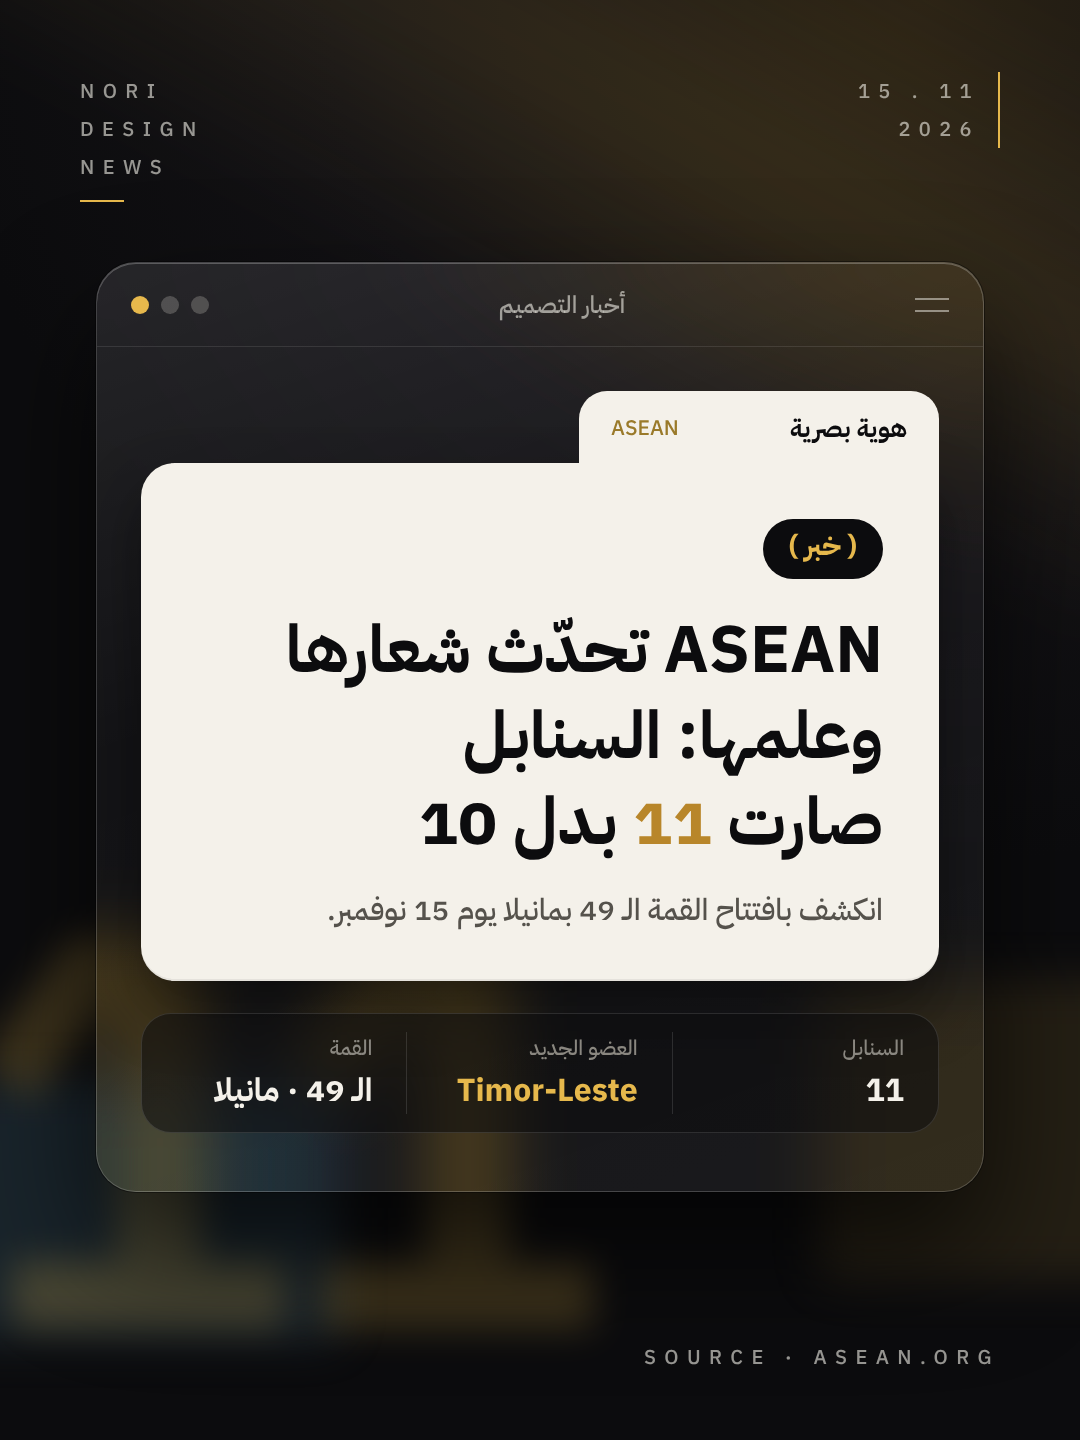 NORI
DESIGN
NEWS
15 . 11
2026
أخبار التصميم
هوية بصرية
ASEAN
( خبر )
ASEAN تحدّث شعارها
وعلمها: السنابل
صارت 11 بدل 10
انكشف بافتتاح القمة الـ 49 بمانيلا يوم 15 نوفمبر.
السنابل
11
العضو الجديد
Timor-Leste
القمة
الـ 49 · مانيلا
SOURCE · ASEAN.ORG